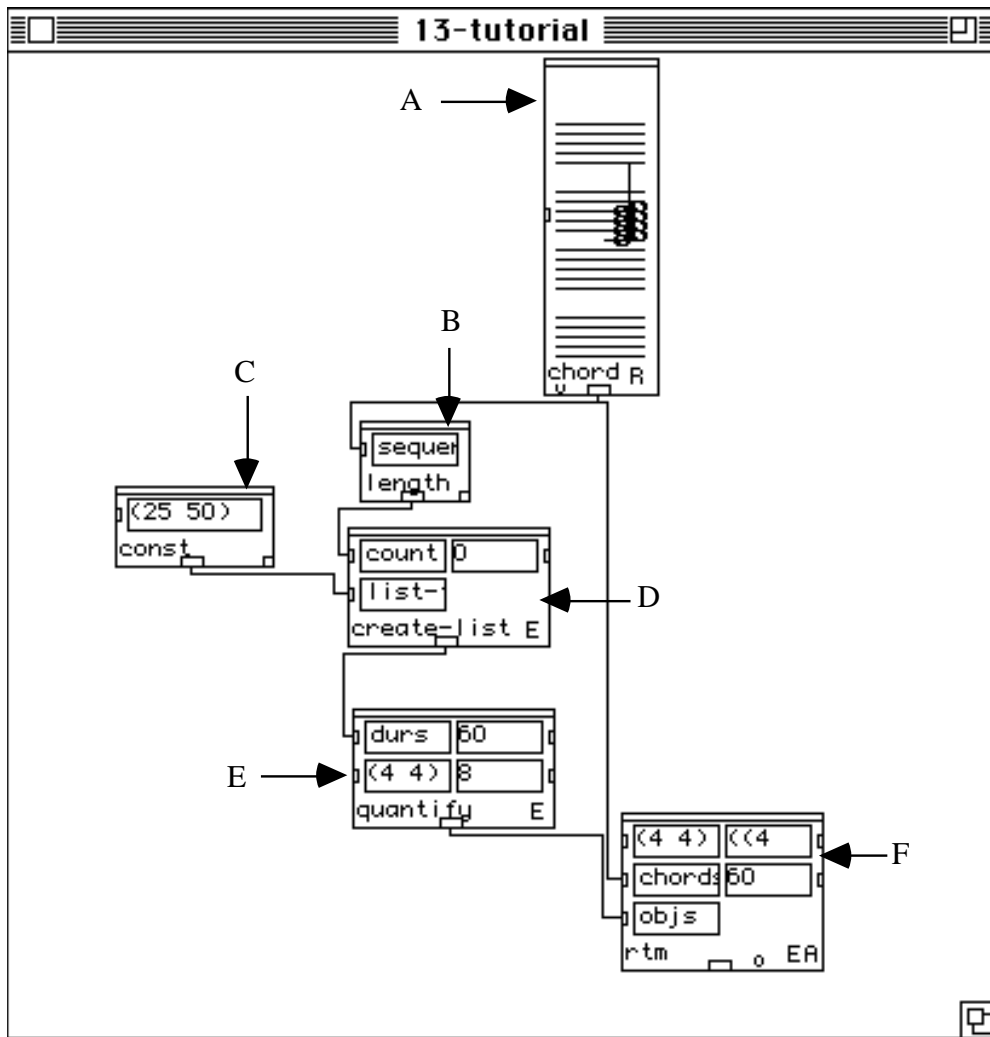 13-tutorial
A
chord R
B
C
sequer
length
(25 50)
const
count 0
list-
create-list E
D
durs 60
E
(4 4) 8
quantify E
(4 4) ((4
F
chords 60
objs
rtm o EA